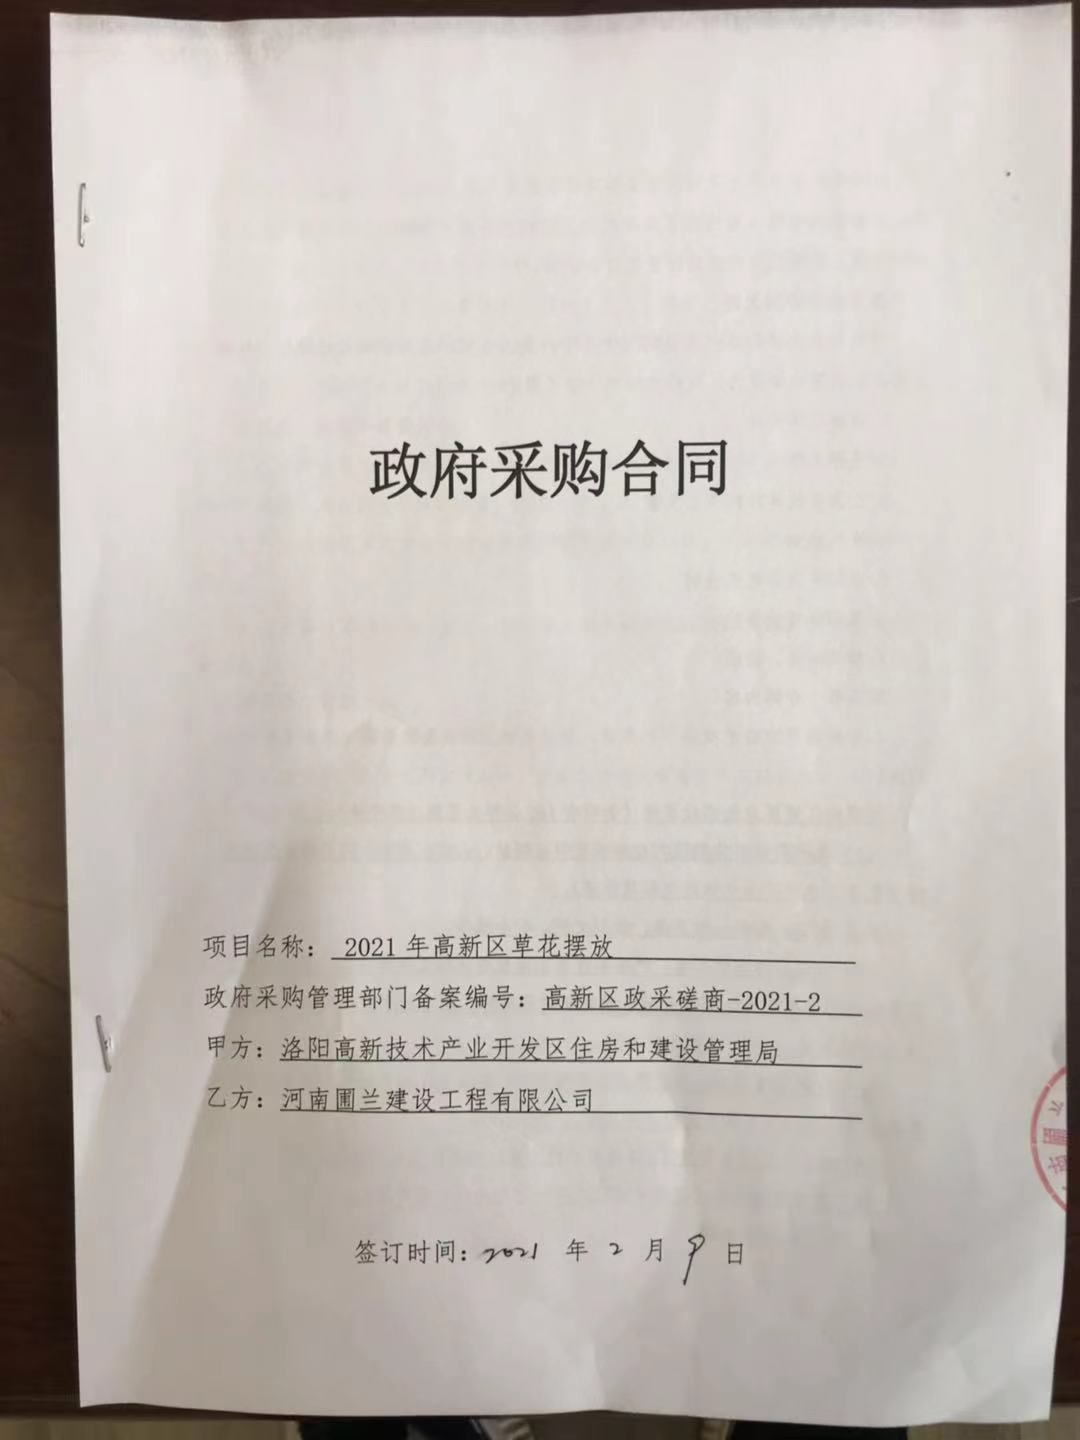 政府采购合同
项目名称： 2021年高新区草花摆放
政府采购管理部门备案编号：高新区政采磋商-2021-2
甲方：洛阳高新技术产业开发区住房和建设管理局
乙方：河南圃兰建设工程有限公司
签订时间：2021 年 2 月 9 日